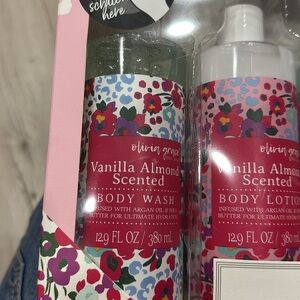 here
olivia grace
Vanilla Almond
Scented
BODY WASH
INFUSED WITH ARGAN OIL & SHEA
BUTTER FOR ULTIMATE HYDRATION
12.9 FL OZ / 380 mL
olivia grace
Vanilla Almond
Scented
BODY LOTION
INFUSED WITH ARGAN OIL
BUTTER FOR ULTIMATE
12.9 FL OZ / 380